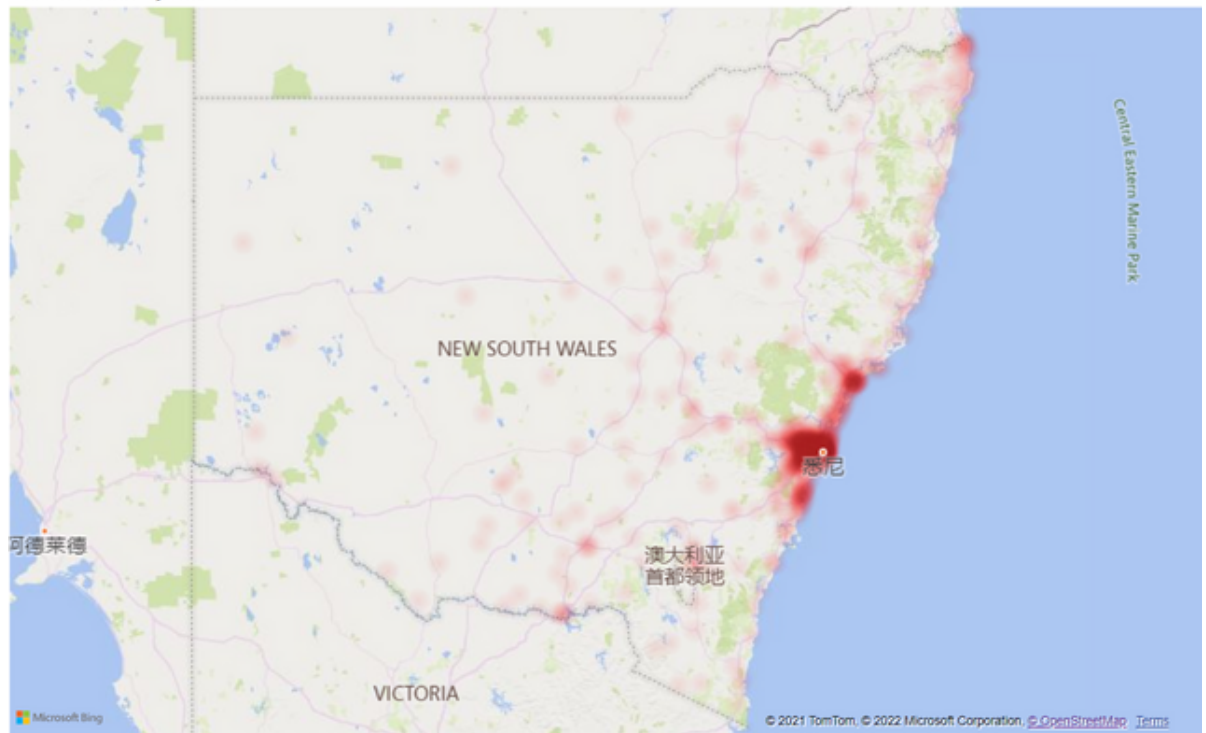 Central Eastern Marine Park
NEW SOUTH WALES
悉尼
阿德莱德
澳大利亚
首都领地
VICTORIA
Microsoft Bing
© 2021 TomTom, © 2022 Microsoft Corporation, © OpenStreetMap Terms